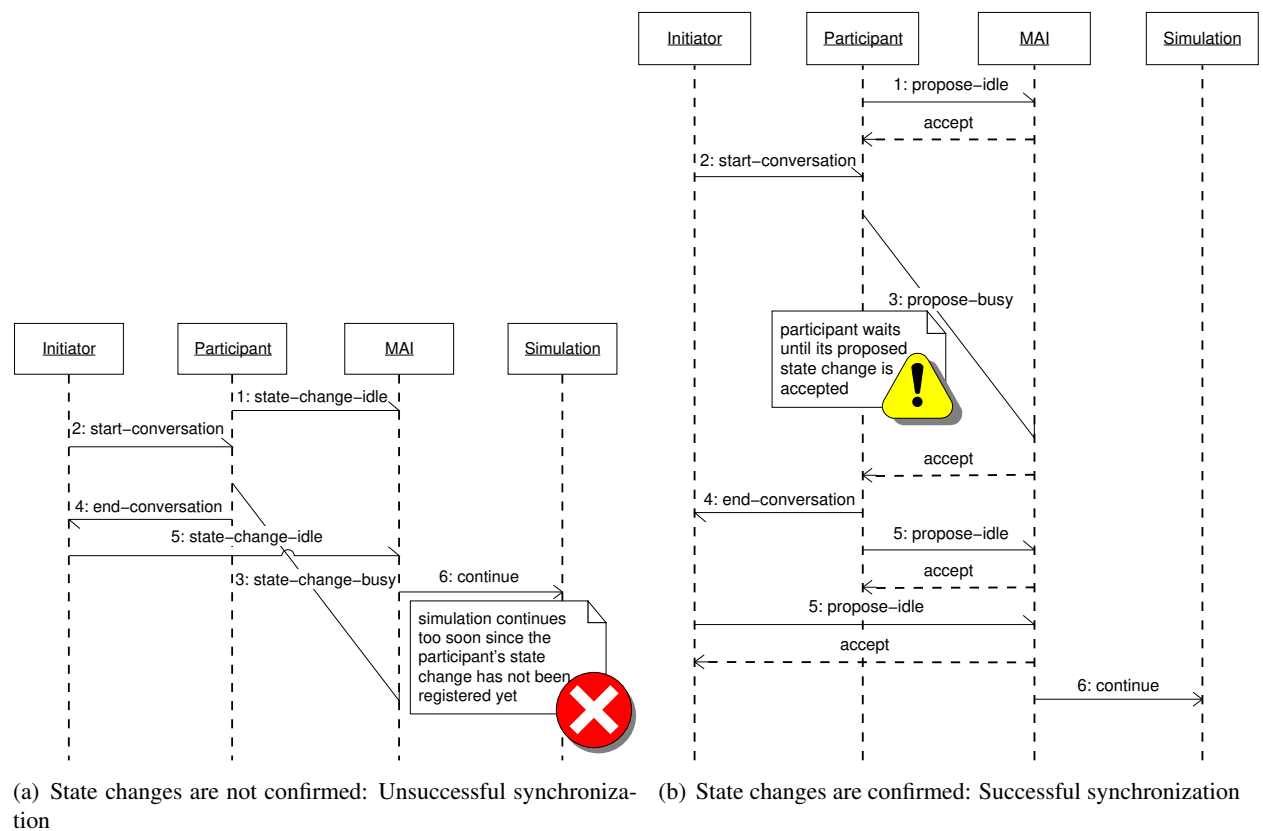 Initiator
Participant
MAI
Simulation
1: state−change−idle
2: start−conversation
4: end−conversation
5: state−change−idle
3: state−change−busy
6: continue
simulation continues
too soon since the
participant's state
change has not been
registered yet
(a) State changes are not confirmed: Unsuccessful synchroniza-
tion
Initiator
Participant
MAI
Simulation
1: propose−idle
accept
2: start−conversation
3: propose−busy
participant waits
until its proposed
state change is
accepted
accept
4: end−conversation
5: propose−idle
accept
5: propose−idle
accept
6: continue
(b) State changes are confirmed: Successful synchronization